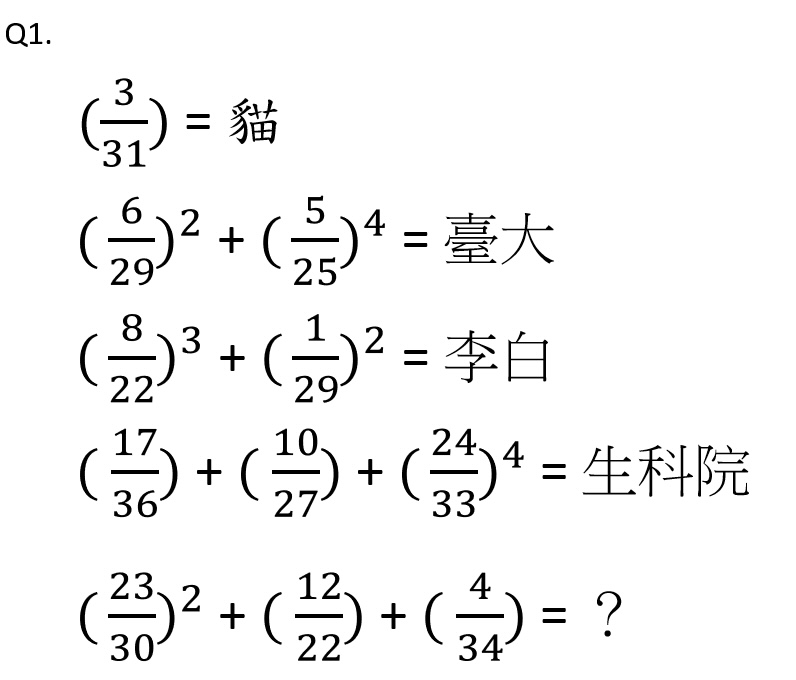 Q1.
(3/31) = 貓
(6/29)² + (5/25)⁴ = 臺大
(8/22)³ + (1/29)² = 李白
(17/36) + (10/27) + (24/33)⁴ = 生科院
(23/30)² + (12/22) + (4/34) = ？